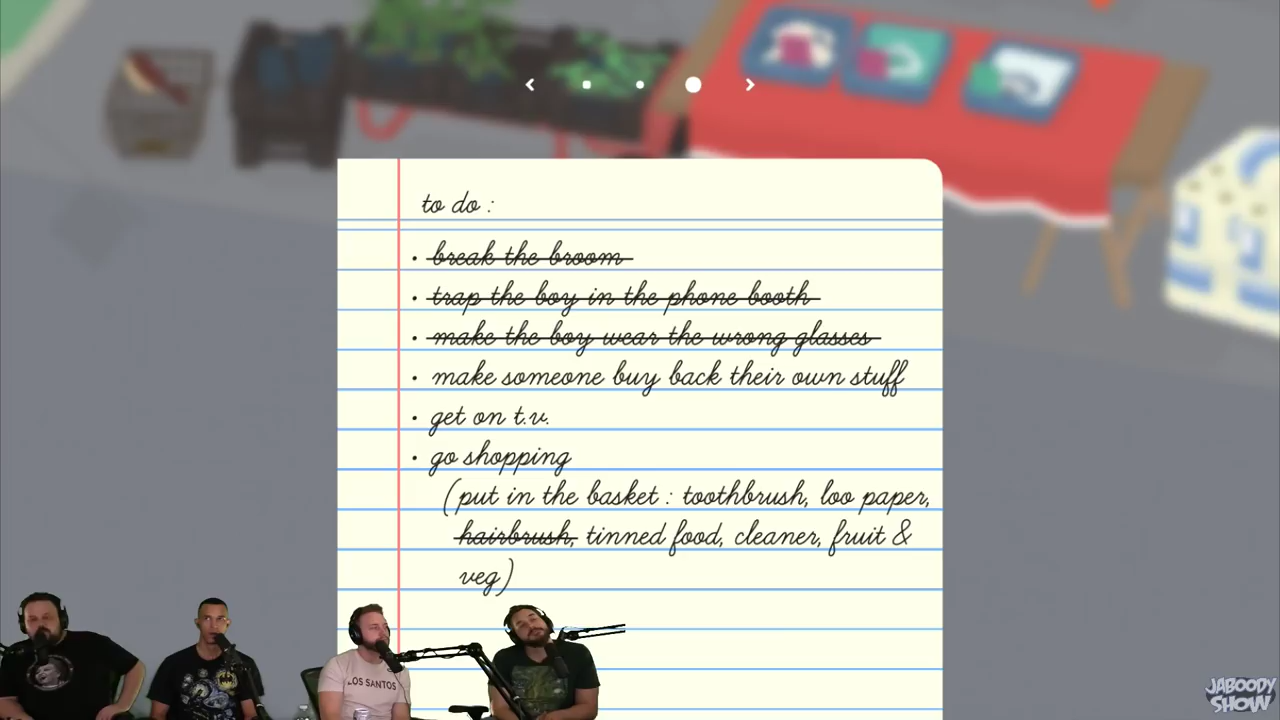 to do :
• break the broom
• trap the boy in the phone booth
• make the boy wear the wrong glasses
• make someone buy back their own stuff
• get on t.v.
• go shopping
(put in the basket : toothbrush, loo paper,
hairbrush, tinned food, cleaner, fruit &
veg)
LOS SANTOS
JABOODY
SHOW